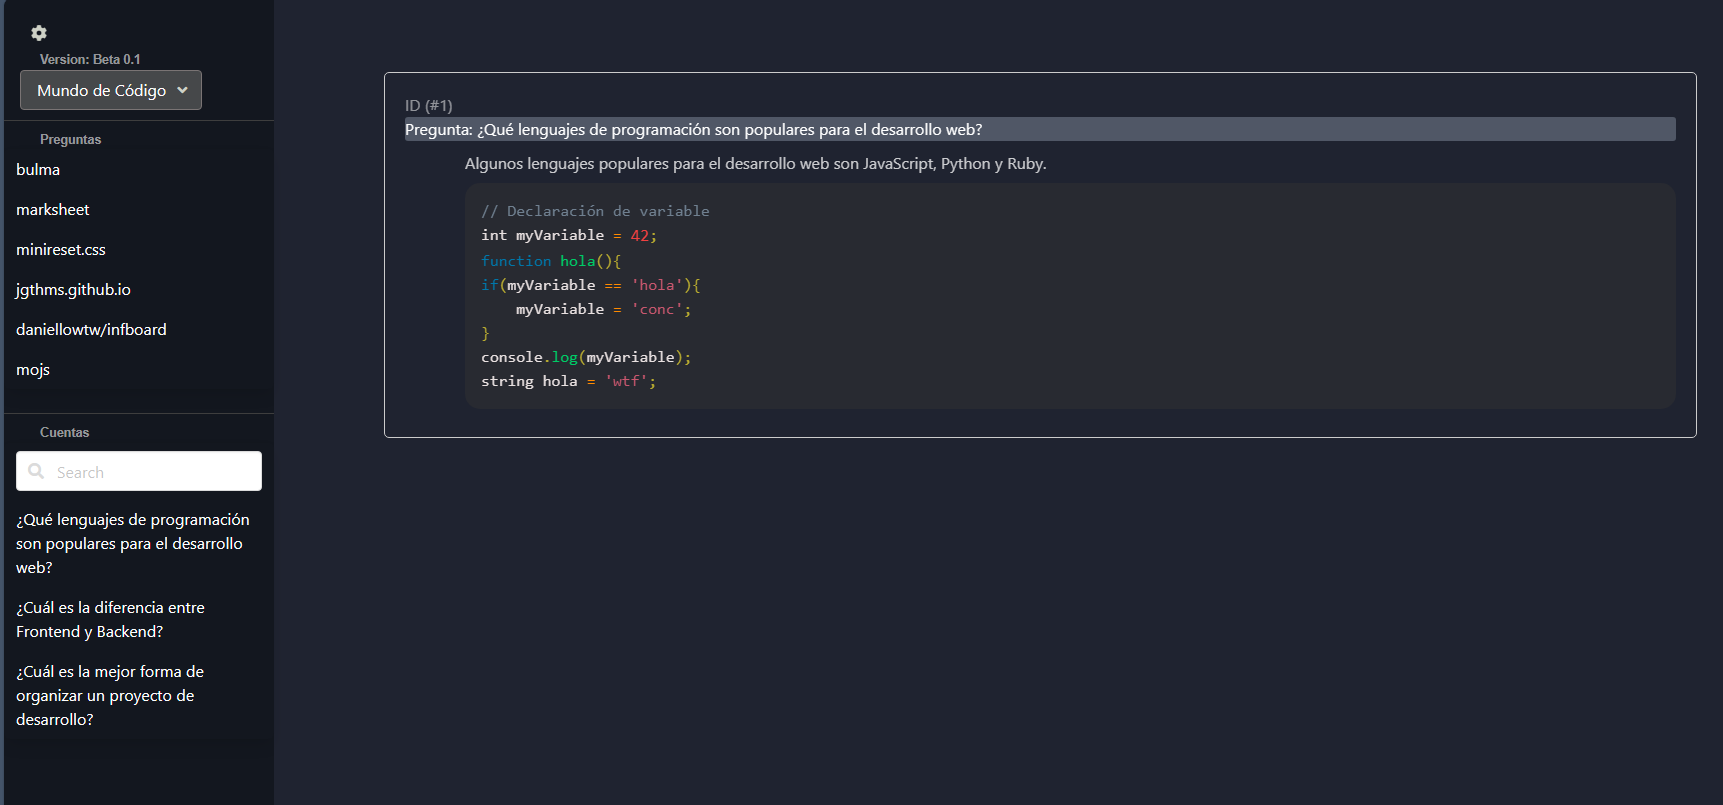 Version: Beta 0.1
Mundo de Código
Preguntas
bulma
marksheet
minireset.css
jgthms.github.io
daniellowtw/infboard
mojs
Cuentas
Search
¿Qué lenguajes de programación
son populares para el desarrollo
web?
¿Cuál es la diferencia entre
Frontend y Backend?
¿Cuál es la mejor forma de
organizar un proyecto de
desarrollo?
ID (#1)
Pregunta: ¿Qué lenguajes de programación son populares para el desarrollo web?
Algunos lenguajes populares para el desarrollo web son JavaScript, Python y Ruby.
// Declaración de variable
int myVariable = 42;
function hola(){
if(myVariable == 'hola'){
    myVariable = 'conc';
}
console.log(myVariable);
string hola = 'wtf';